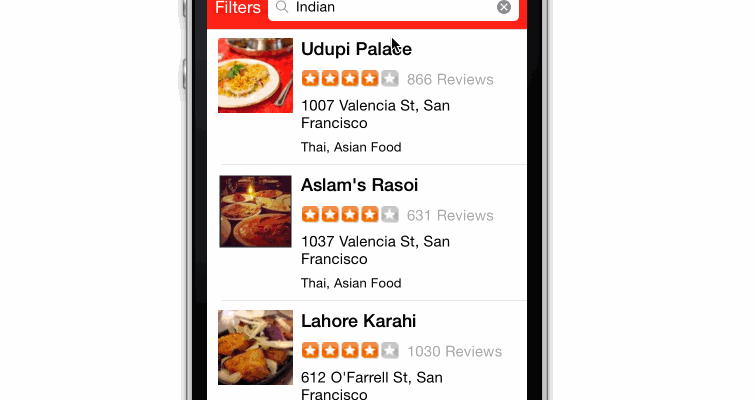 Filters
Indian
Udupi Palace
866 Reviews
1007 Valencia St, San
Francisco
Thai, Asian Food
Aslam's Rasoi
631 Reviews
1037 Valencia St, San
Francisco
Thai, Asian Food
Lahore Karahi
1030 Reviews
612 O'Farrell St, San
Francisco